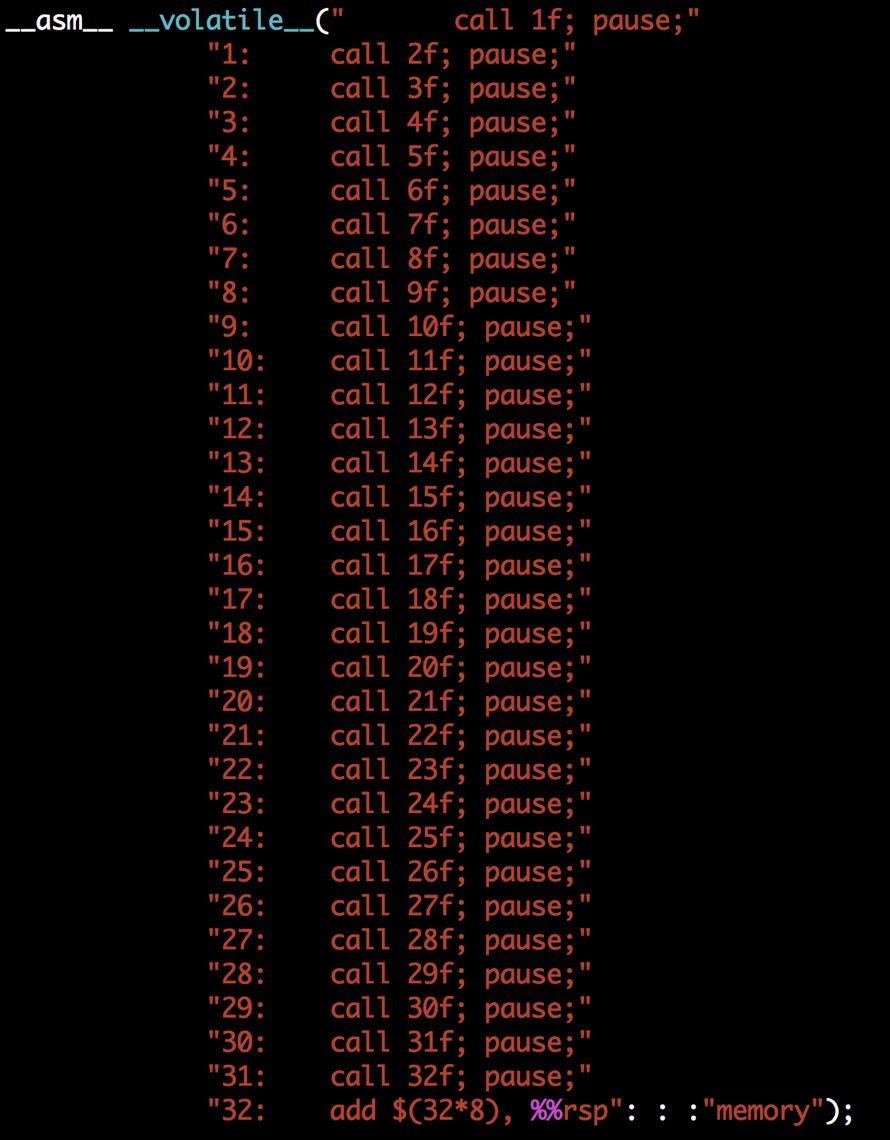 __asm__ __volatile__("       call 1f; pause;"
             "1:     call 2f; pause;"
             "2:     call 3f; pause;"
             "3:     call 4f; pause;"
             "4:     call 5f; pause;"
             "5:     call 6f; pause;"
             "6:     call 7f; pause;"
             "7:     call 8f; pause;"
             "8:     call 9f; pause;"
             "9:     call 10f; pause;"
             "10:    call 11f; pause;"
             "11:    call 12f; pause;"
             "12:    call 13f; pause;"
             "13:    call 14f; pause;"
             "14:    call 15f; pause;"
             "15:    call 16f; pause;"
             "16:    call 17f; pause;"
             "17:    call 18f; pause;"
             "18:    call 19f; pause;"
             "19:    call 20f; pause;"
             "20:    call 21f; pause;"
             "21:    call 22f; pause;"
             "22:    call 23f; pause;"
             "23:    call 24f; pause;"
             "24:    call 25f; pause;"
             "25:    call 26f; pause;"
             "26:    call 27f; pause;"
             "27:    call 28f; pause;"
             "28:    call 29f; pause;"
             "29:    call 30f; pause;"
             "30:    call 31f; pause;"
             "31:    call 32f; pause;"
             "32:    add $(32*8), %%rsp": : :"memory");